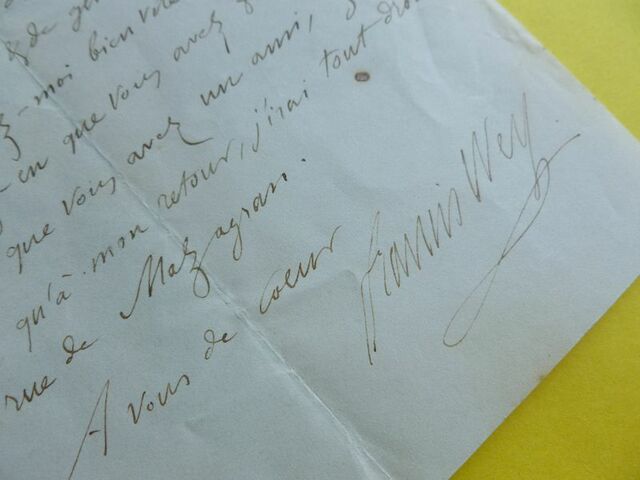 & de
-moi bien
-en que vous avez
que vous avez un ami, j
qu'à mon retour, j'irai tout droi
rue de Mazagran.
A vous de coeur
Francis Wey